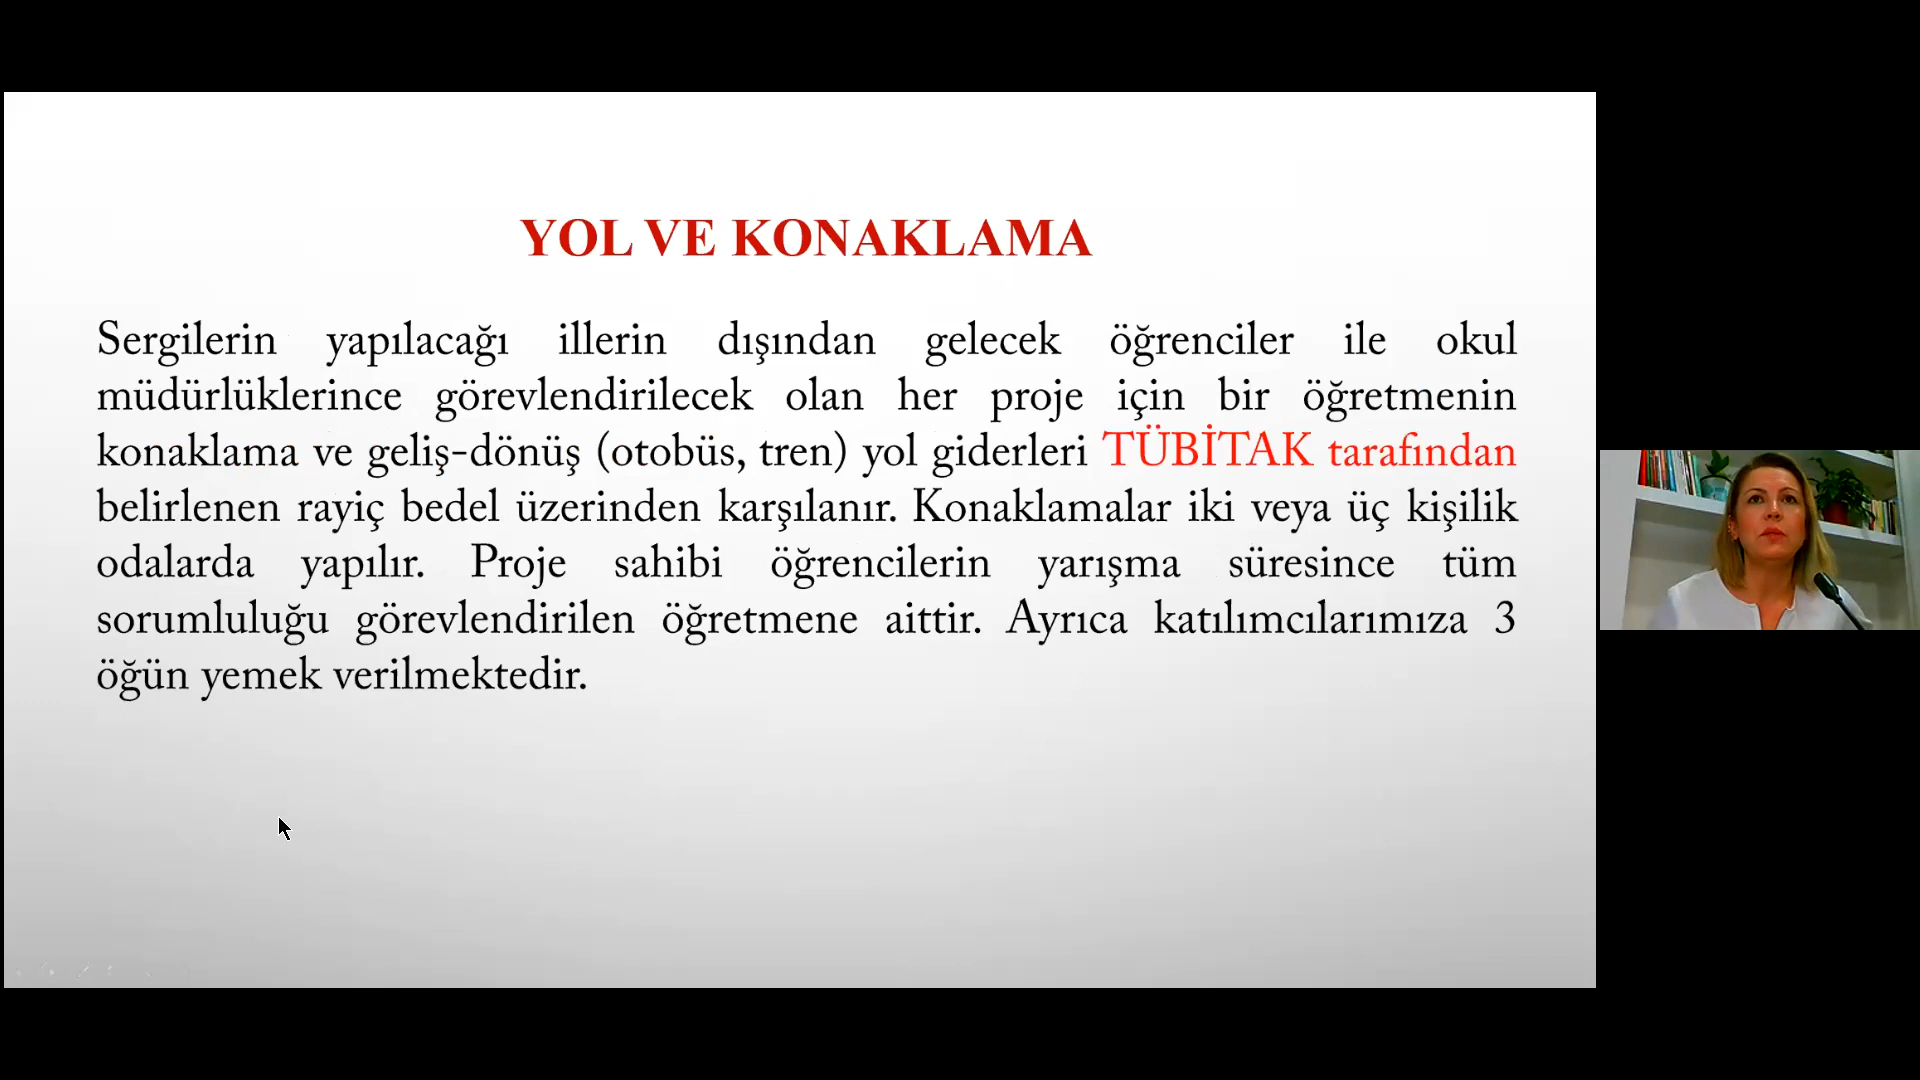 YOL VE KONAKLAMA
Sergilerin yapılacağı illerin dışından gelecek öğrenciler ile okul
müdürlüklerince görevlendirilecek olan her proje için bir öğretmenin
konaklama ve geliş-dönüş (otobüs, tren) yol giderleri TÜBİTAK tarafından
belirlenen rayiç bedel üzerinden karşılanır. Konaklamalar iki veya üç kişilik
odalarda yapılır. Proje sahibi öğrencilerin yarışma süresince tüm
sorumluluğu görevlendirilen öğretmene aittir. Ayrıca katılımcılarımıza 3
öğün yemek verilmektedir.